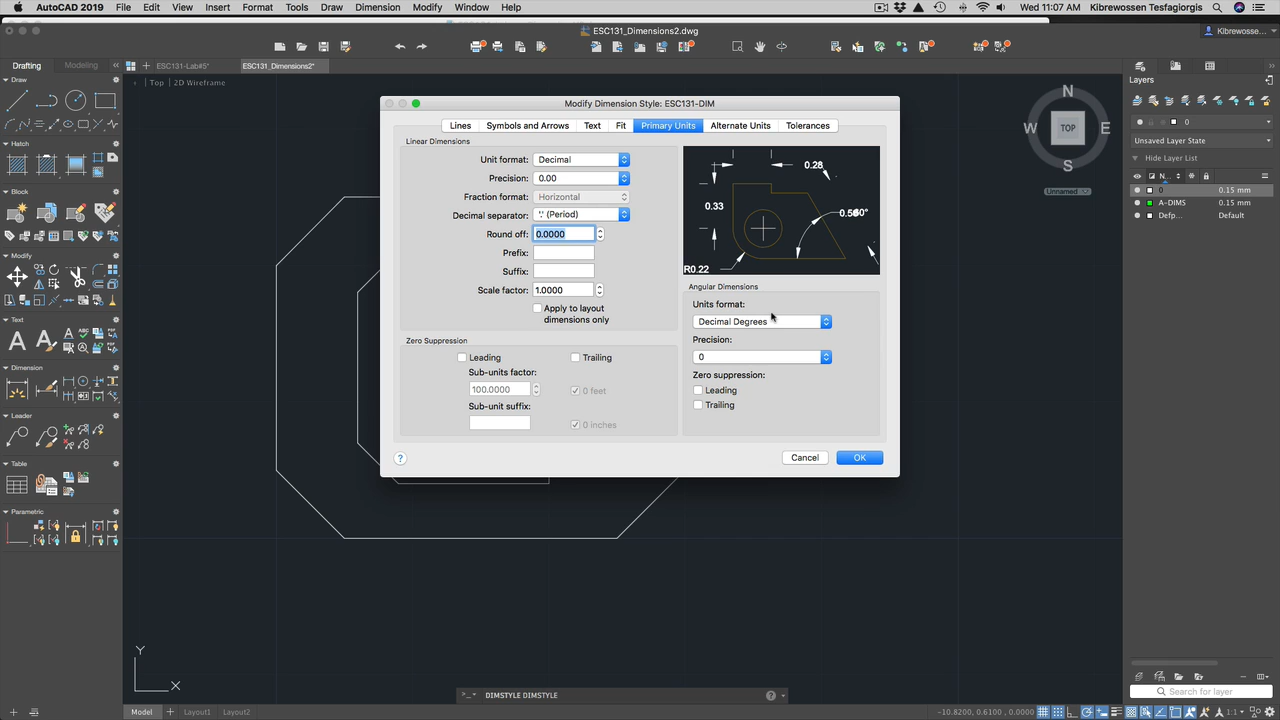 AutoCAD 2019 File Edit View Insert Format Tools Draw Dimension Modify Window Help Wed 11:07 AM Kibrewossen Tesfagiorgis
ESC131_Dimensions2.dwg
Kibrewosse...
Drafting Modeling ESC131-Lab#5* ESC131_Dimensions2*
Top 2D Wireframe
Draw
Hatch
Block
Modify
Text
Dimension
Leader
Table
Parametric
Modify Dimension Style: ESC131-DIM
Lines Symbols and Arrows Text Fit Primary Units Alternate Units Tolerances
Linear Dimensions
Unit format: Decimal
Precision: 0.00
Fraction format: Horizontal
Decimal separator: '.' (Period)
Round off: 0.0000
Prefix:
Suffix:
Scale factor: 1.0000
Apply to layout
dimensions only
Zero Suppression
Leading Trailing
Sub-units factor:
100.0000 0 feet
Sub-unit suffix:
0 inches
0.28
0.33
60°
R0.22
Angular Dimensions
Units format:
Decimal Degrees
Precision:
0
Zero suppression:
Leading
Trailing
? Cancel OK
N
W TOP E
S
Unnamed
Layers
0
Unsaved Layer State
Hide Layer List
N...
0 0.15 mm
A-DIMS 0.15 mm
Defp... Default
Search for layer
Y
X
>_ DIMSTYLE DIMSTYLE ?
Model Layout1 Layout2 -10.8200, 0.6100, 0.0000 1:1